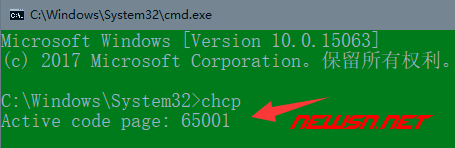 C:\Windows\System32\cmd.exe
Microsoft Windows [Version 10.0.15063]
(c) 2017 Microsoft Corporation。保留所有权利。
C:\Windows\System32>chcp
Active code page: 65001
NEWSN.NET